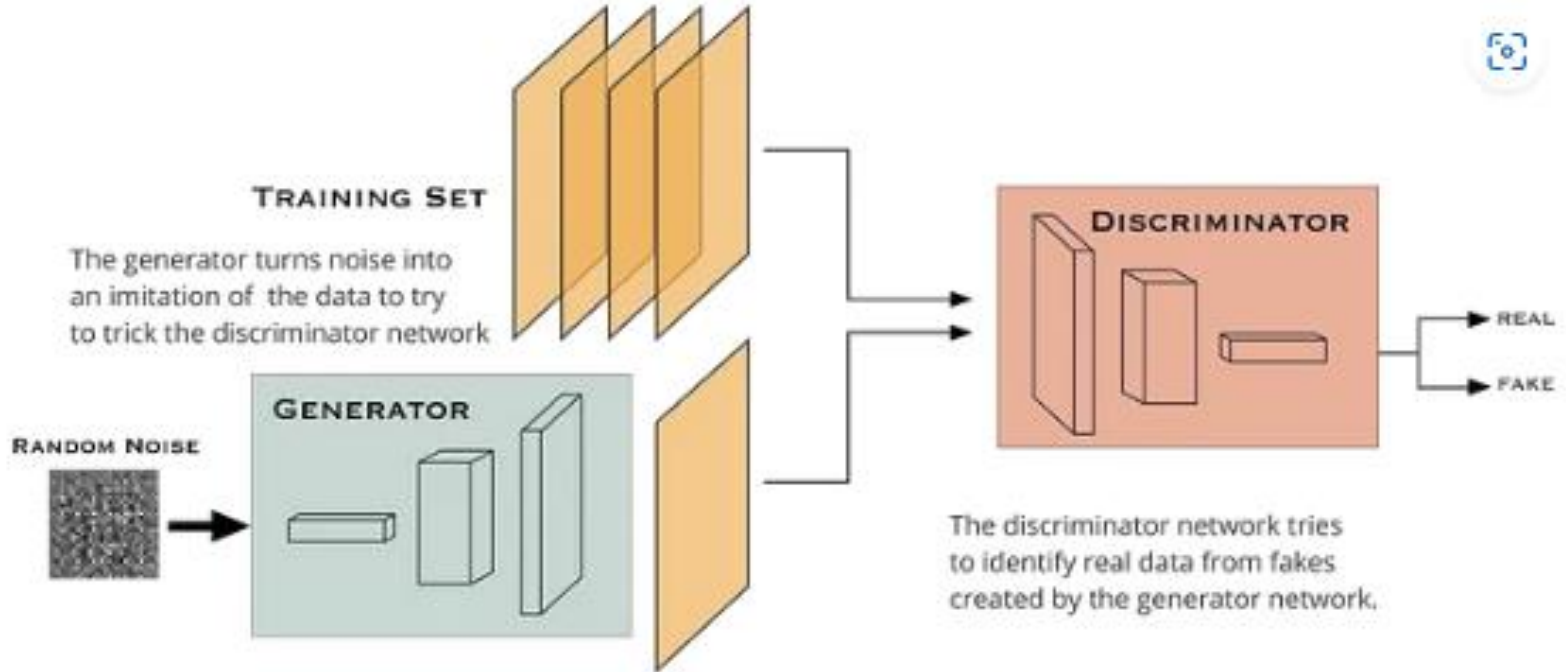 TRAINING SET
The generator turns noise into
an imitation of the data to try
to trick the discriminator network
GENERATOR
RANDOM NOISE
DISCRIMINATOR
REAL
FAKE
The discriminator network tries
to identify real data from fakes
created by the generator network.